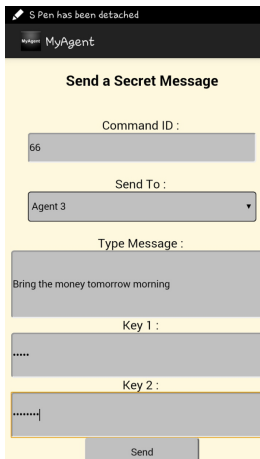 S Pen has been detached
MyAgent MyAgent
Send a Secret Message
Command ID :
66
Send To :
Agent 3
Type Message :
Bring the money tomorrow morning
Key 1 :
•••••
Key 2 :
••••••••
Send